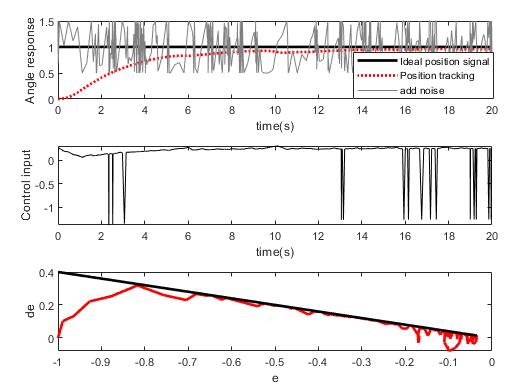 Angle response
1.5
1
0.5
0
Ideal position signal
Position tracking
add noise
0 2 4 6 8 10 12 14 16 18 20
time(s)
Control input
0
-0.5
-1
0 2 4 6 8 10 12 14 16 18 20
time(s)
de
0.4
0.2
0
-1 -0.9 -0.8 -0.7 -0.6 -0.5 -0.4 -0.3 -0.2 -0.1 0
e